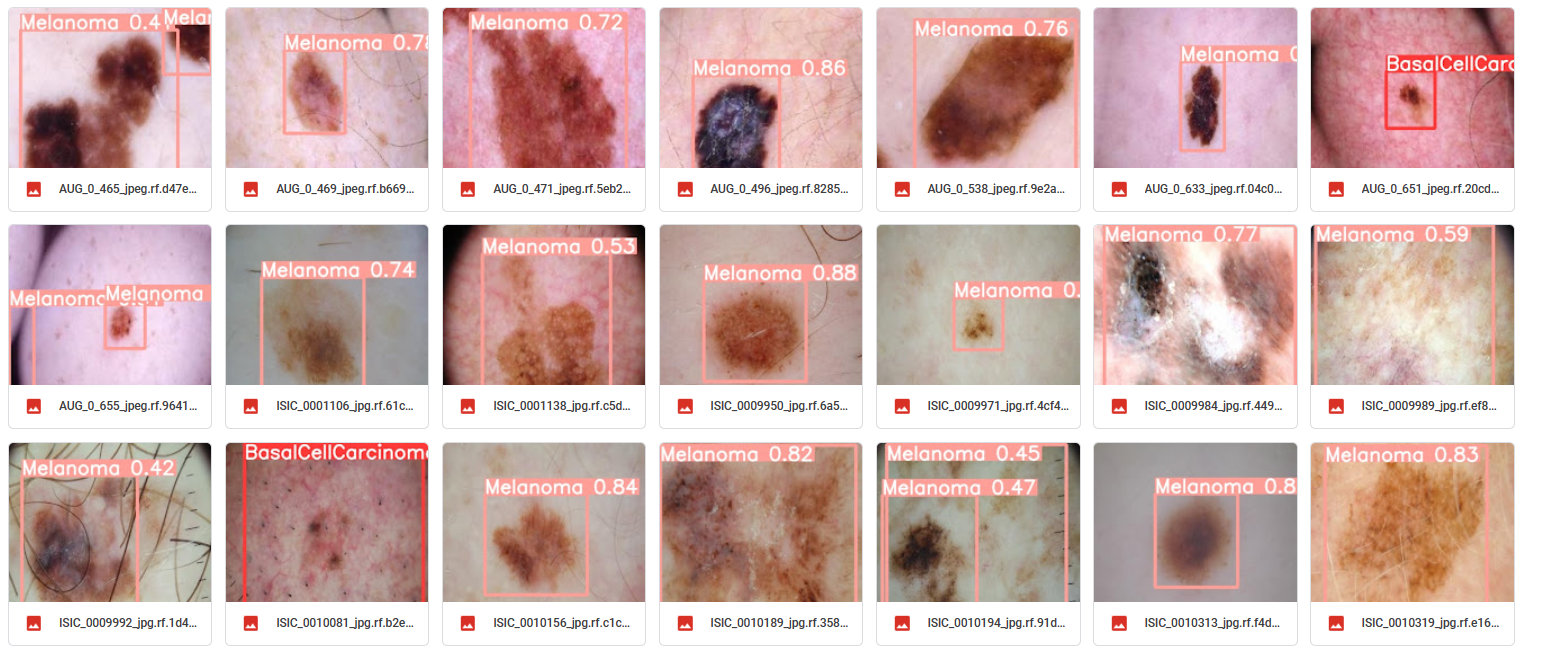 Melanoma 0.4
Melan
Melanoma 0.78
Melanoma 0.72
Melanoma 0.86
Melanoma 0.76
Melanoma 0
BasalCellCarc
AUG_0_465_jpeg.rf.d47e...
AUG_0_469_jpeg.rf.b669...
AUG_0_471_jpeg.rf.5eb2...
AUG_0_496_jpeg.rf.8285...
AUG_0_538_jpeg.rf.9e2a...
AUG_0_633_jpeg.rf.04c0...
AUG_0_651_jpeg.rf.20cd...
Melanoma
Melanoma
Melanoma 0.74
Melanoma 0.53
Melanoma 0.88
Melanoma 0.
Melanoma 0.77
Melanoma 0.59
AUG_0_655_jpeg.rf.9641...
ISIC_0001106_jpg.rf.61c...
ISIC_0001138_jpg.rf.c5d...
ISIC_0009950_jpg.rf.6a5...
ISIC_0009971_jpg.rf.4cf4...
ISIC_0009984_jpg.rf.449...
ISIC_0009989_jpg.rf.ef8...
Melanoma 0.42
BasalCellCarcinom
Melanoma 0.84
Melanoma 0.82
Melanoma 0.45
Melanoma 0.47
Melanoma 0.8
Melanoma 0.83
ISIC_0009992_jpg.rf.1d4...
ISIC_0010081_jpg.rf.b2e...
ISIC_0010156_jpg.rf.c1c...
ISIC_0010189_jpg.rf.358...
ISIC_0010194_jpg.rf.91d...
ISIC_0010313_jpg.rf.f4d...
ISIC_0010319_jpg.rf.e16...